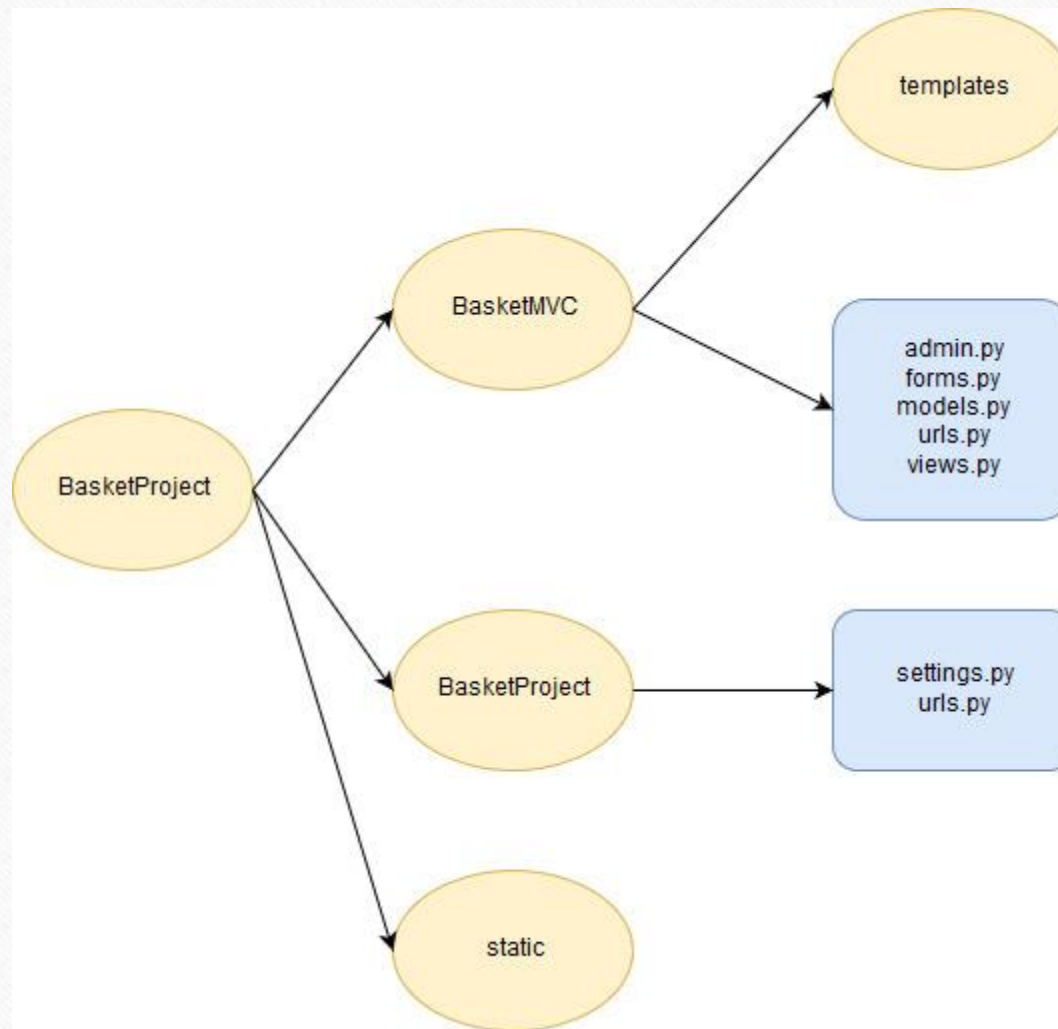 templates
BasketMVC
admin.py
forms.py
models.py
urls.py
views.py
BasketProject
BasketProject
settings.py
urls.py
static